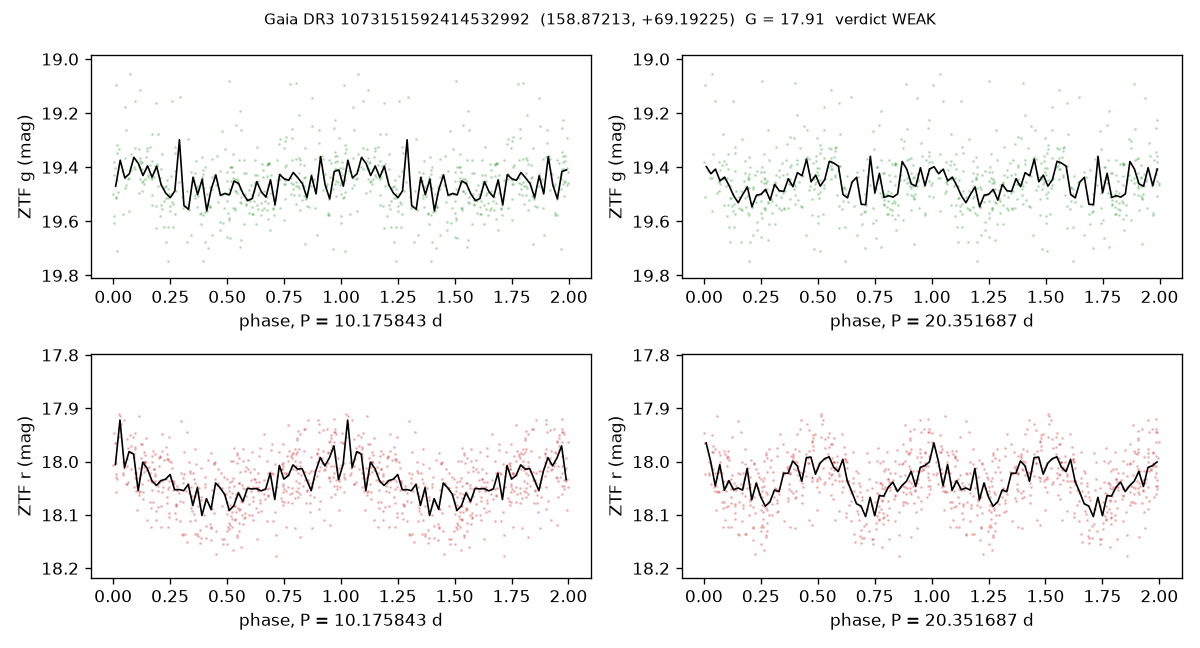 Gaia DR3 1073151592414532992 (158.87213, +69.19225) G = 17.91 verdict WEAK
ZTF g (mag)
19.0
19.2
19.4
19.6
19.8
0.00 0.25 0.50 0.75 1.00 1.25 1.50 1.75 2.00
phase, P = 10.175843 d
ZTF g (mag)
19.0
19.2
19.4
19.6
19.8
0.00 0.25 0.50 0.75 1.00 1.25 1.50 1.75 2.00
phase, P = 20.351687 d
ZTF r (mag)
17.8
17.9
18.0
18.1
18.2
0.00 0.25 0.50 0.75 1.00 1.25 1.50 1.75 2.00
phase, P = 10.175843 d
ZTF r (mag)
17.8
17.9
18.0
18.1
18.2
0.00 0.25 0.50 0.75 1.00 1.25 1.50 1.75 2.00
phase, P = 20.351687 d